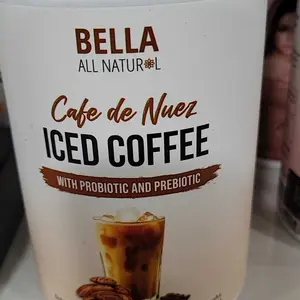 BELLA
ALL NATURAL
Cafe de Nuez
ICED COFFEE
WITH PROBIOTIC AND PREBIOTIC